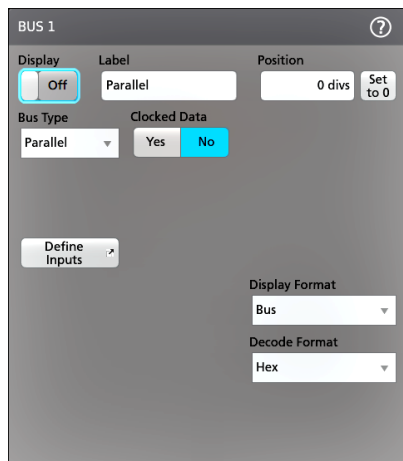 BUS 1 ?
Display Label Position
Off Parallel 0 divs Set
to 0
Bus Type Clocked Data
Parallel Yes No
Define
Inputs
Display Format
Bus
Decode Format
Hex